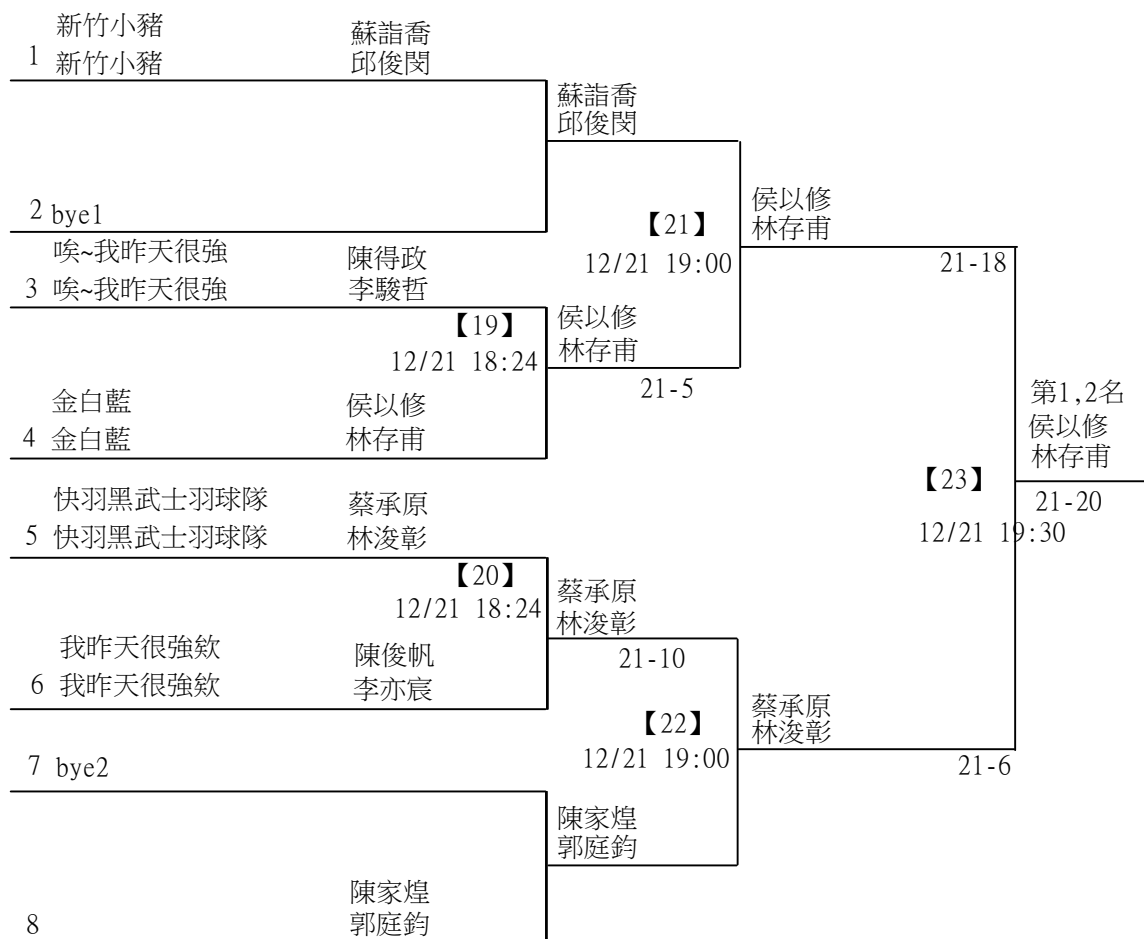 新竹小豬
1 新竹小豬
蘇詣喬
邱俊閔
蘇詣喬
邱俊閔
2 bye1
【21】
12/21 19:00
侯以修
林存甫
21-18
唉~我昨天很強
3 唉~我昨天很強
陳得政
李駿哲
【19】
12/21 18:24
侯以修
林存甫
21-5
金白藍
4 金白藍
侯以修
林存甫
第1,2名
侯以修
林存甫
【23】
21-20
12/21 19:30
快羽黑武士羽球隊
5 快羽黑武士羽球隊
蔡承原
林浚彰
【20】
12/21 18:24
蔡承原
林浚彰
21-10
我昨天很強欸
6 我昨天很強欸
陳俊帆
李亦宸
【22】
12/21 19:00
蔡承原
林浚彰
21-6
7 bye2
陳家煌
郭庭鈞
8
陳家煌
郭庭鈞